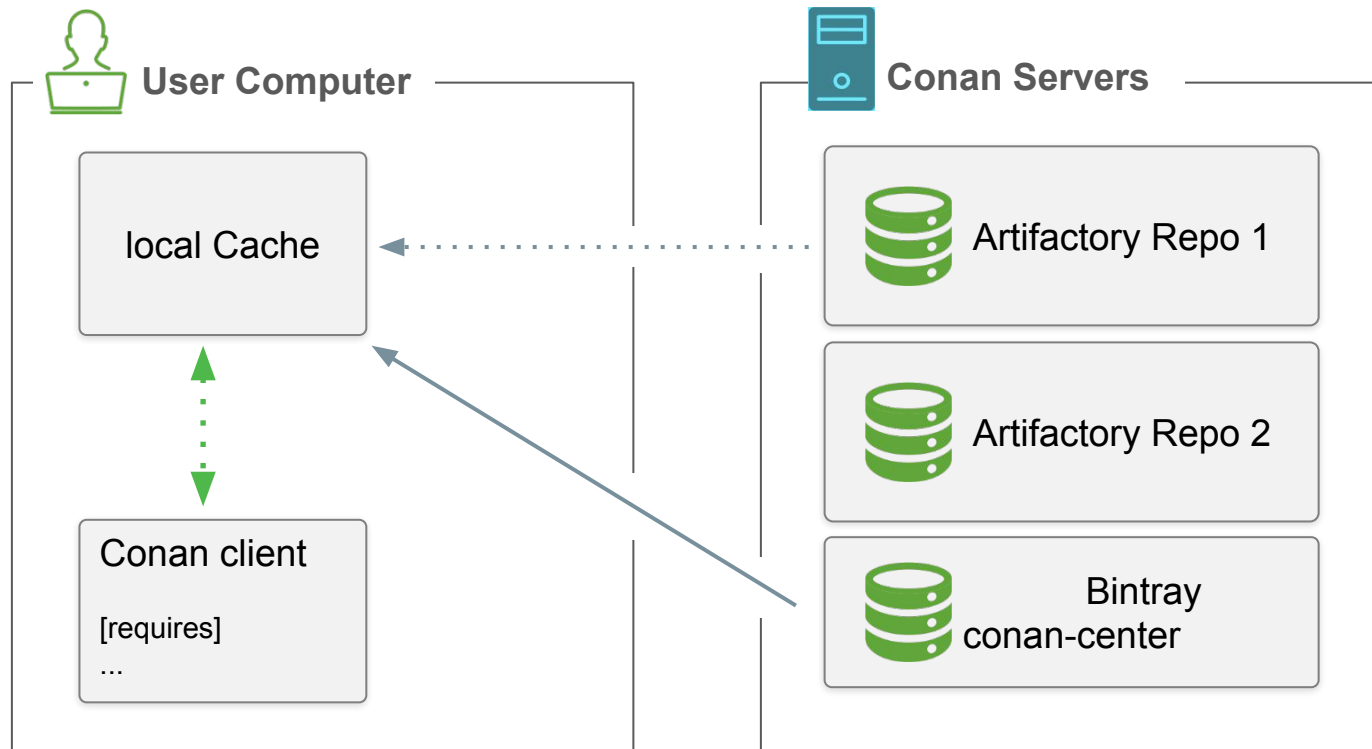 User Computer
local Cache
Conan client
[requires]
...
Conan Servers
Artifactory Repo 1
Artifactory Repo 2
Bintray
conan-center